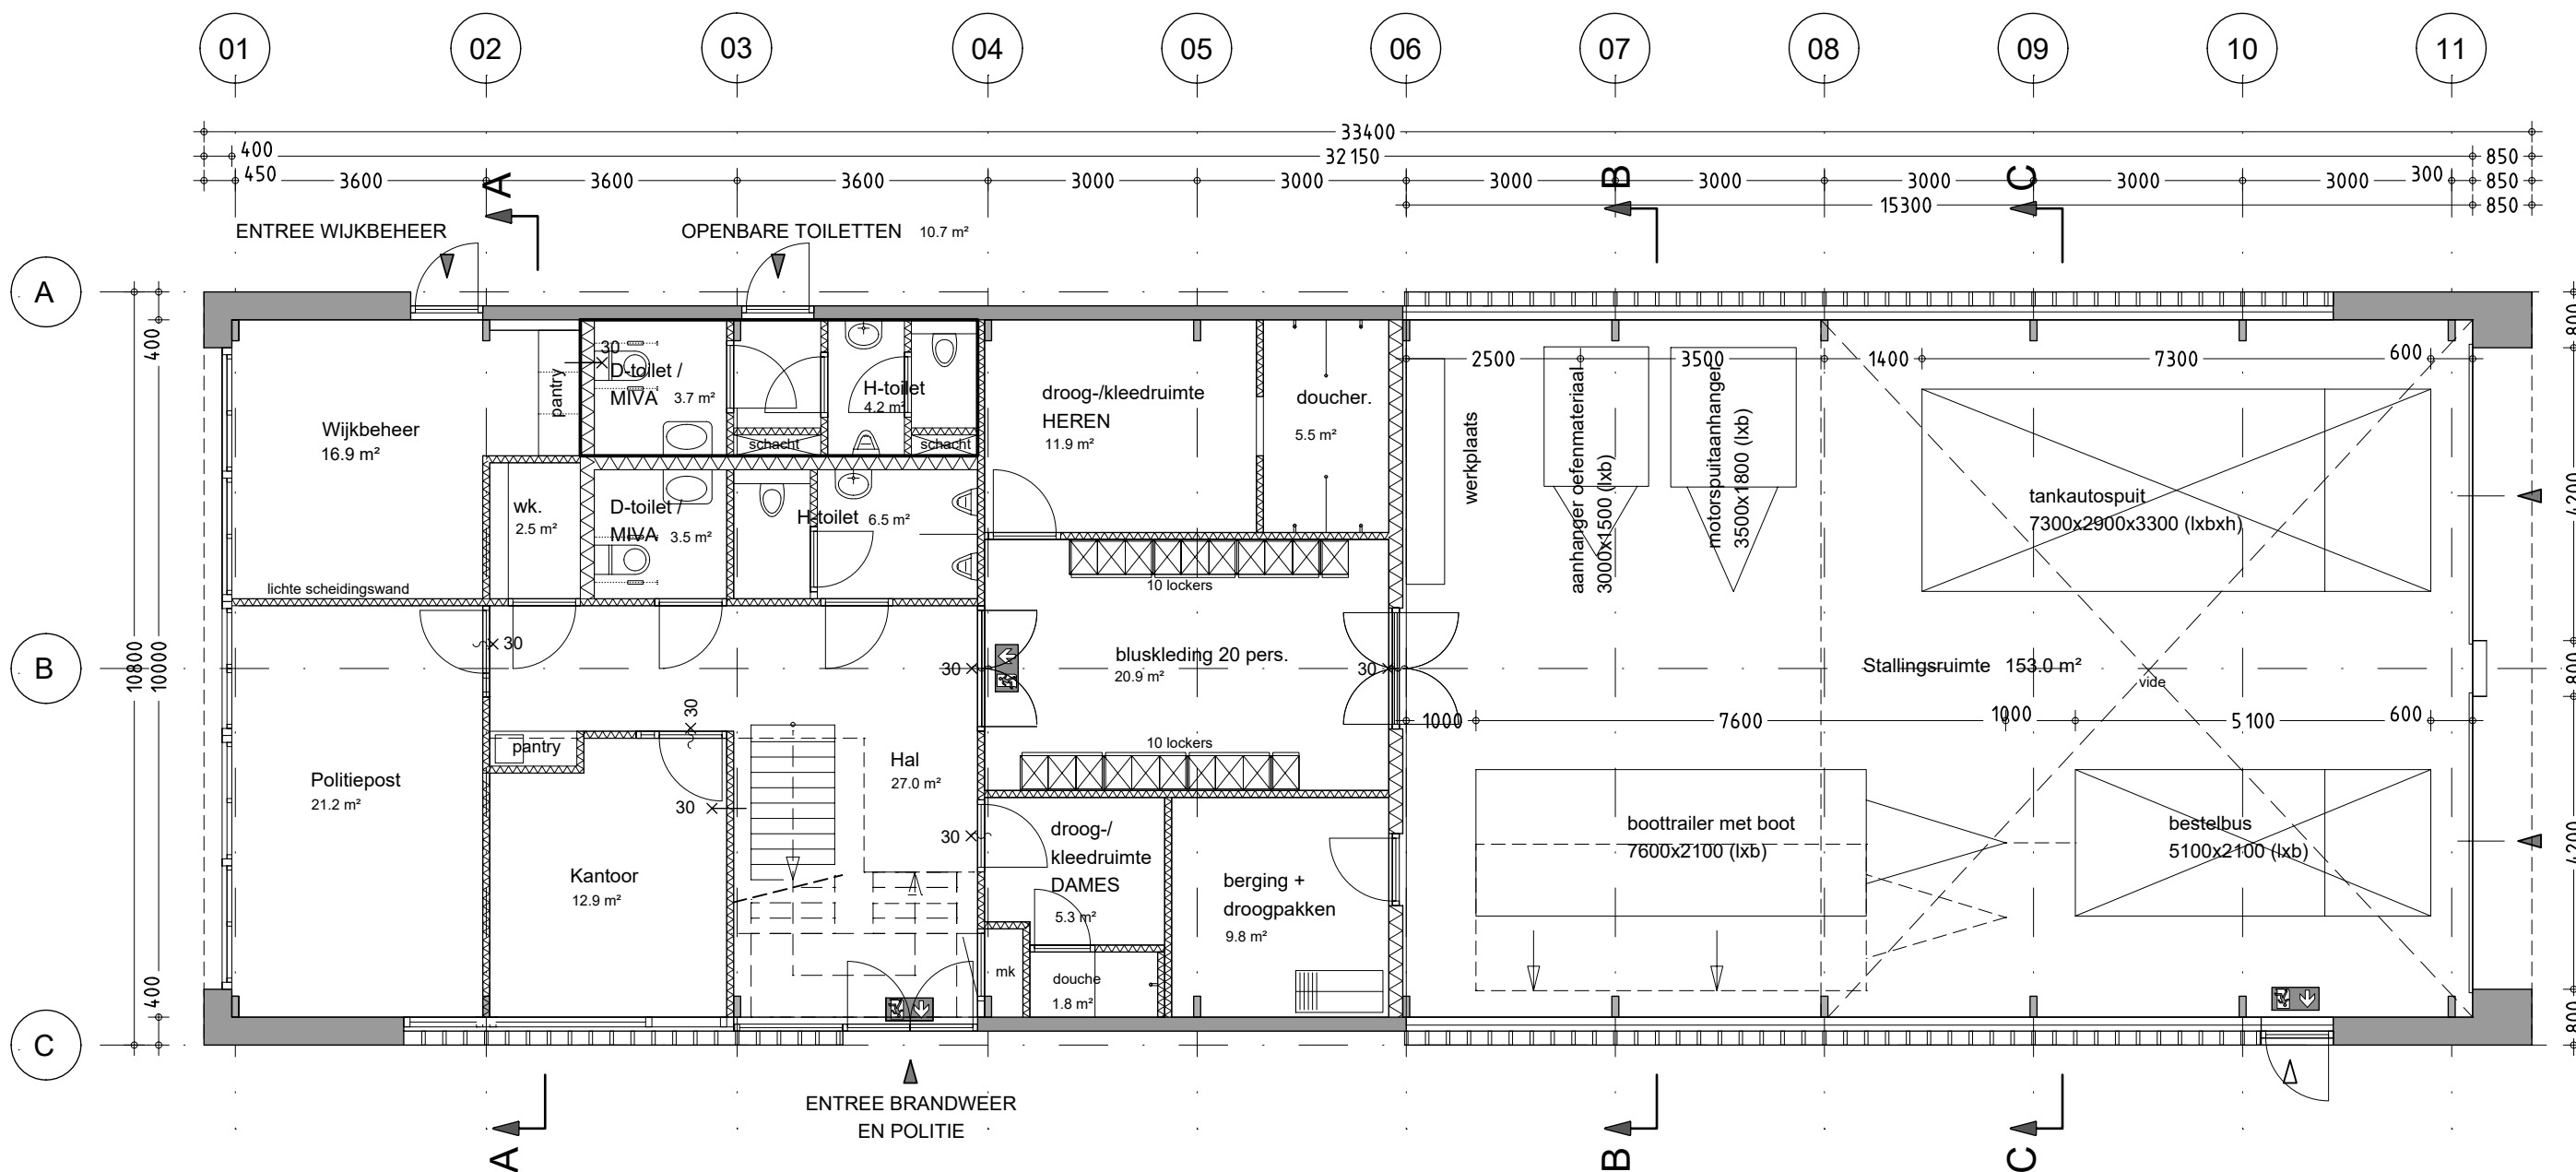 01 02 03 04 05 06 07 08 09 10 11
33400
400 32150 850
450 3600 3600 3600 3000 3000 3000 3000 3000 3000 3000 300 850
15300 850
A B C
ENTREE WIJKBEHEER
OPENBARE TOILETTEN 10.7 m²
A
B
C
400
10800
10000
400
800
4200
800
4200
800
Wijkbeheer
16.9 m²
pantry
30
D-toilet /
MIVA 3.7 m²
schacht
H-toilet
4.2 m²
schacht
wk.
2.5 m²
D-toilet /
MIVA 3.5 m²
H-toilet 6.5 m²
lichte scheidingswand
droog-/kleedruimte
HEREN
11.9 m²
doucher.
5.5 m²
10 lockers
bluskleding 20 pers.
20.9 m²
10 lockers
30
30
30
30
30
30
Politiepost
21.2 m²
pantry
Kantoor
12.9 m²
Hal
27.0 m²
droog-/
kleedruimte
DAMES
5.3 m²
mk
douche
1.8 m²
berging +
droogpakken
9.8 m²
2500 3500 1400 7300 600
werkplaats
aanhanger oefenmateriaal
3000x1500 (lxb)
motorspuitaanhanger
3500x1800 (lxb)
tankautospuit
7300x2900x3300 (lxbxh)
Stallingsruimte 153.0 m²
vide
1000 7600 1000 5100 600
boottrailer met boot
7600x2100 (lxb)
bestelbus
5100x2100 (lxb)
ENTREE BRANDWEER
EN POLITIE
A B C